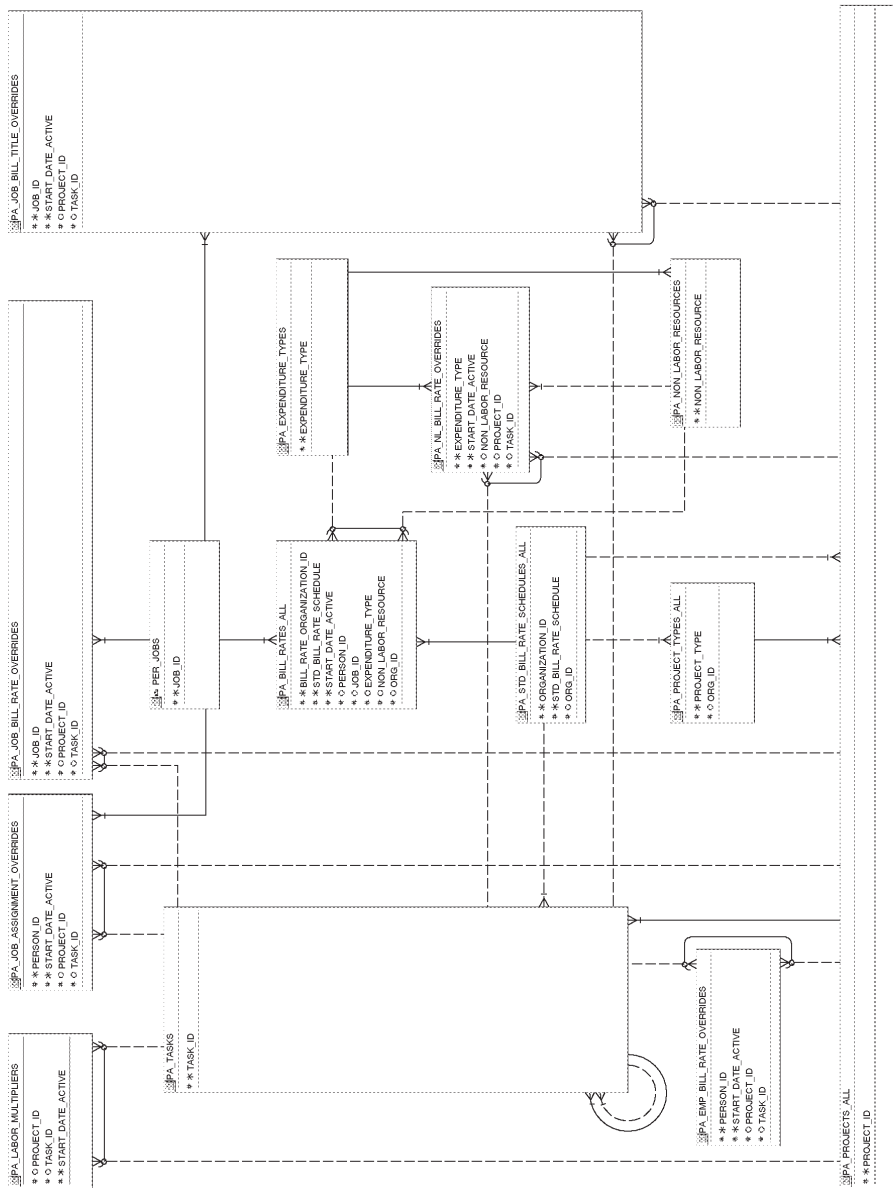 PA_LABOR_MULTIPLIERS
# o PROJECT_ID
# o TASK_ID
# * START_DATE_ACTIVE
PA_JOB_ASSIGNMENT_OVERRIDES
# * PERSON_ID
# * START_DATE_ACTIVE
# o PROJECT_ID
# o TASK_ID
PA_JOB_BILL_RATE_OVERRIDES
# * JOB_ID
# * START_DATE_ACTIVE
# o PROJECT_ID
# o TASK_ID
PA_JOB_BILL_TITLE_OVERRIDES
# * JOB_ID
# * START_DATE_ACTIVE
# o PROJECT_ID
# o TASK_ID
PER_JOBS
# * JOB_ID
PA_TASKS
# * TASK_ID
PA_BILL_RATES_ALL
# * BILL_RATE_ORGANIZATION_ID
# * STD_BILL_RATE_SCHEDULE
# * START_DATE_ACTIVE
# o PERSON_ID
# o JOB_ID
# o EXPENDITURE_TYPE
# o NON_LABOR_RESOURCE
# o ORG_ID
PA_EXPENDITURE_TYPES
# * EXPENDITURE_TYPE
PA_NL_BILL_RATE_OVERRIDES
# * EXPENDITURE_TYPE
# * START_DATE_ACTIVE
# o NON_LABOR_RESOURCE
# o PROJECT_ID
# o TASK_ID
PA_STD_BILL_RATE_SCHEDULES_ALL
# * ORGANIZATION_ID
# * STD_BILL_RATE_SCHEDULE
# o ORG_ID
PA_PROJECT_TYPES_ALL
# * PROJECT_TYPE
# o ORG_ID
PA_NON_LABOR_RESOURCES
# * NON_LABOR_RESOURCE
PA_EMP_BILL_RATE_OVERRIDES
# * PERSON_ID
# * START_DATE_ACTIVE
# o PROJECT_ID
# o TASK_ID
PA_PROJECTS_ALL
# * PROJECT_ID